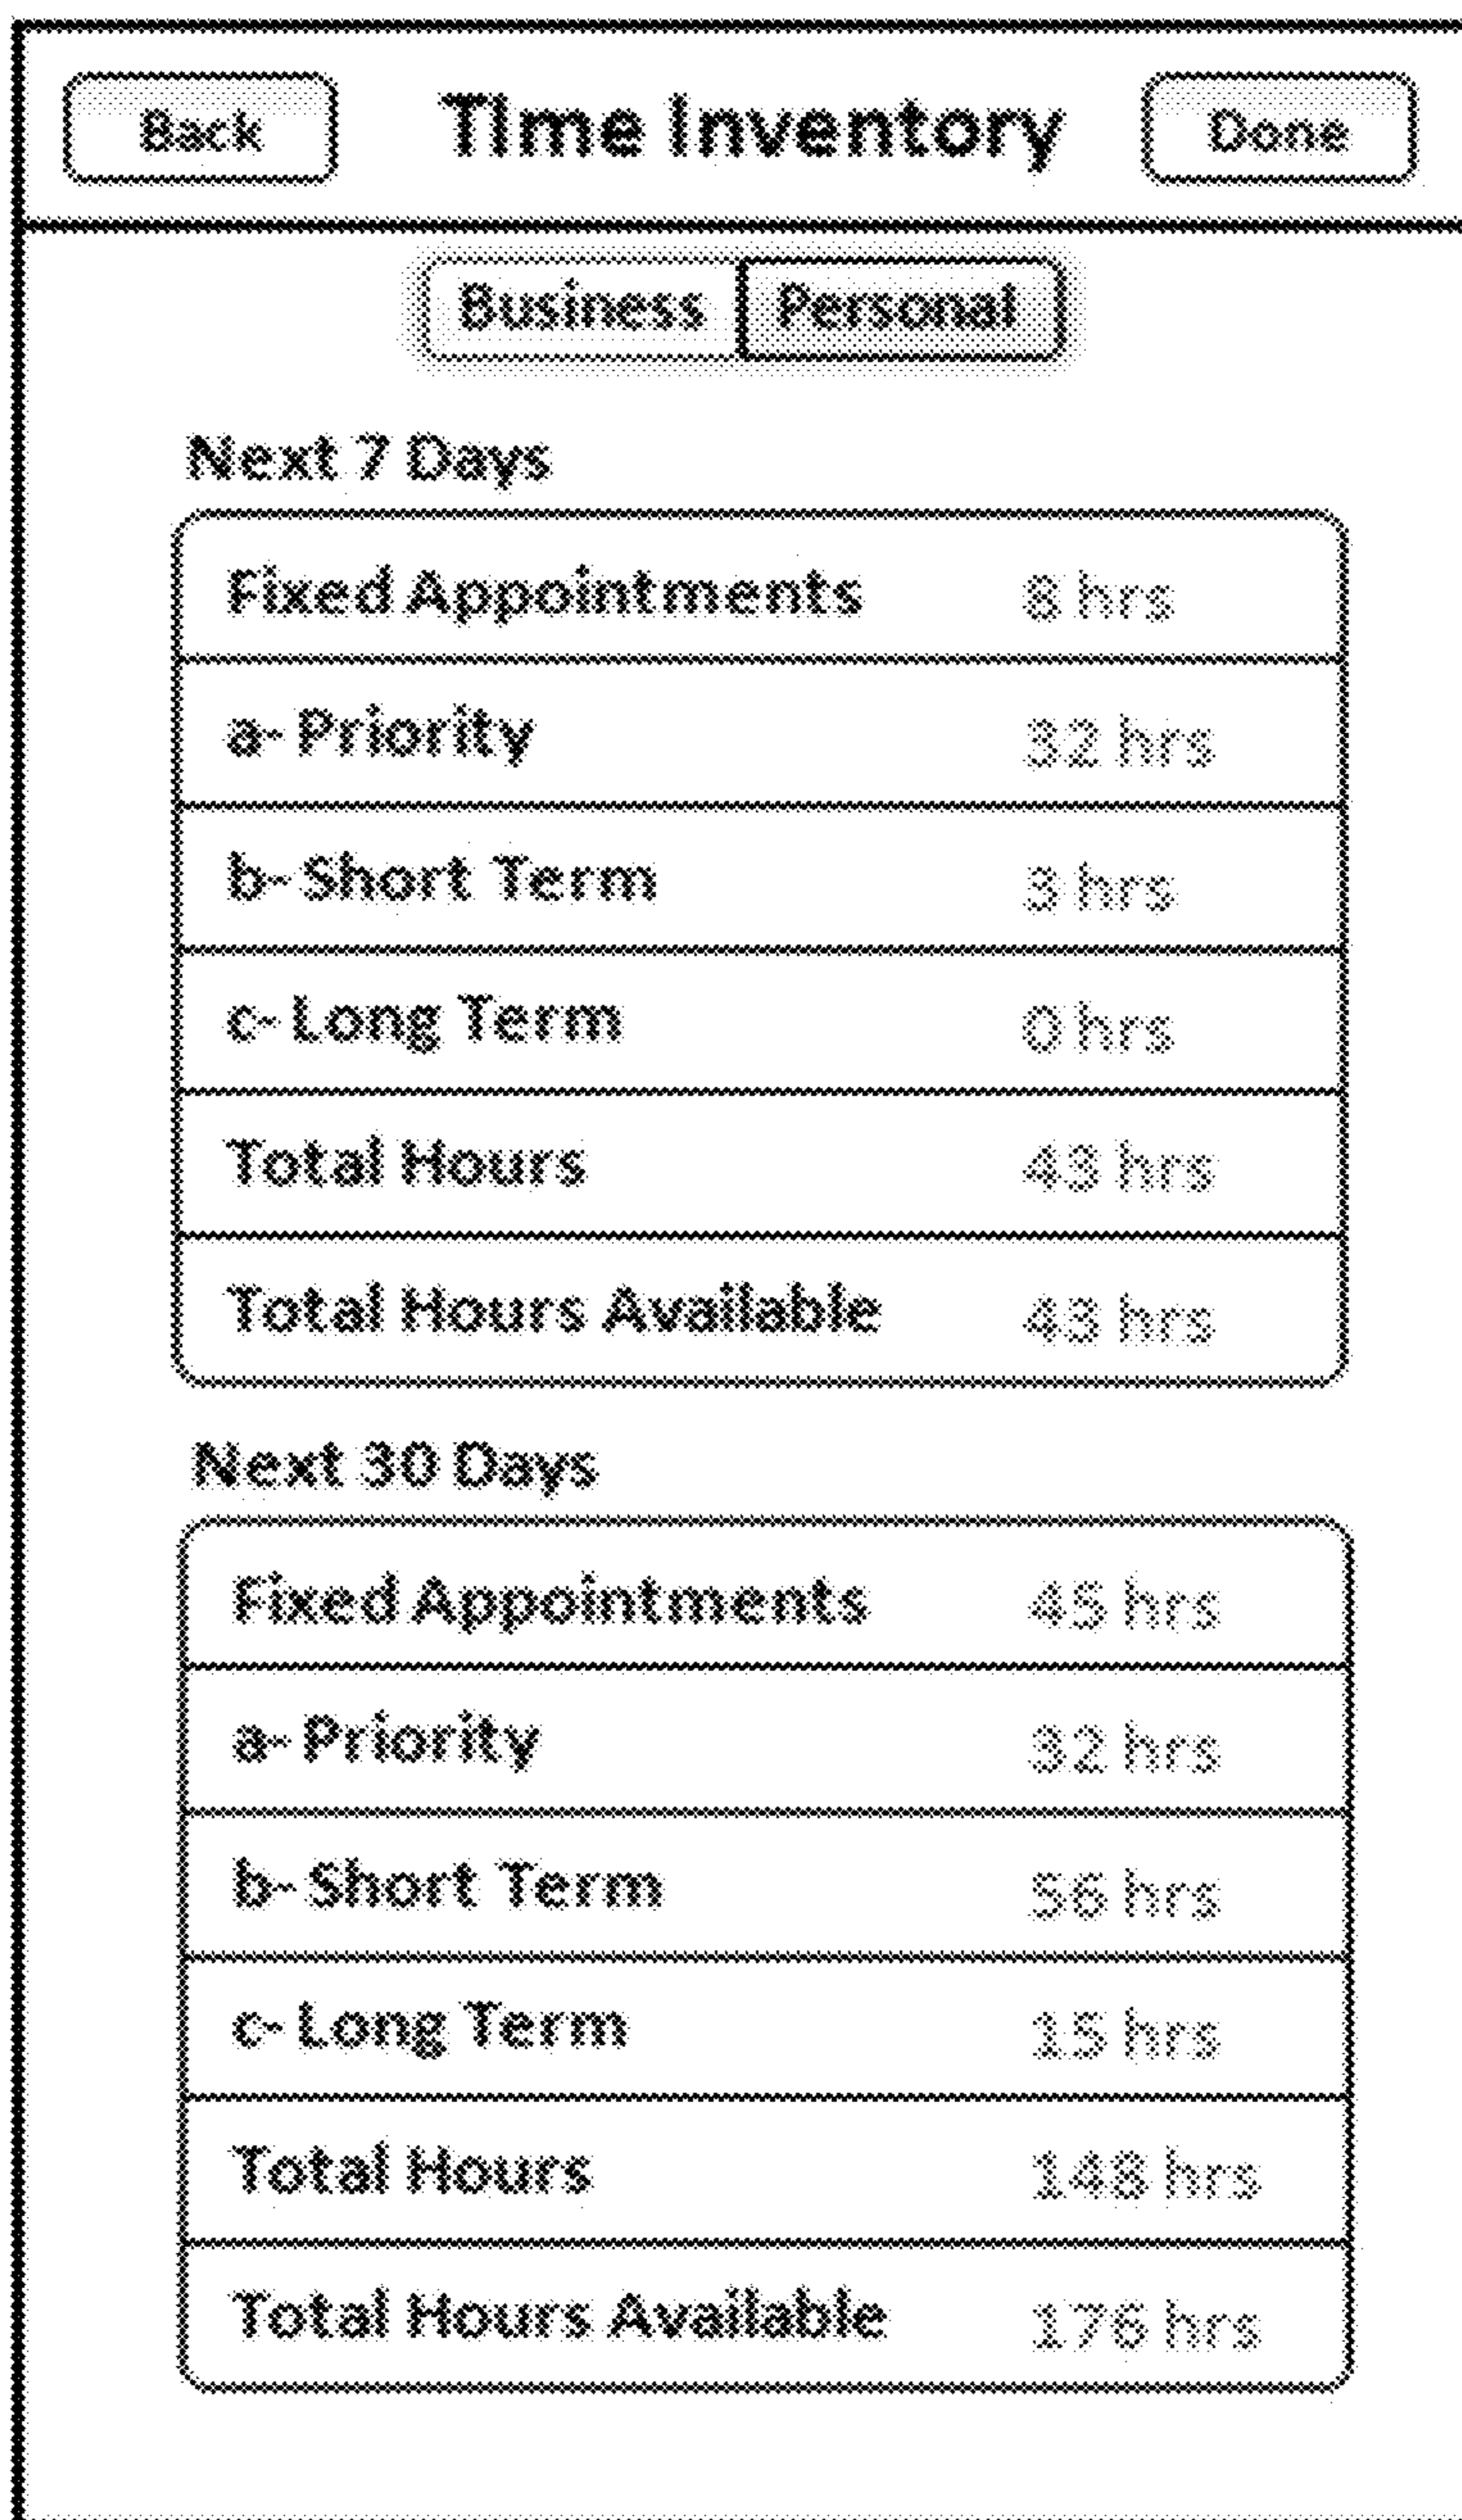 Back Time Inventory Done
Business Personal
Next 7 Days
Fixed Appointments 8 hrs
a- Priority 32 hrs
b- Short Term 3 hrs
c- Long Term 0 hrs
Total Hours 43 hrs
Total Hours Available 43 hrs
Next 30 Days
Fixed Appointments 45 hrs
a- Priority 32 hrs
b- Short Term 56 hrs
c- Long Term 15 hrs
Total Hours 148 hrs
Total Hours Available 176 hrs